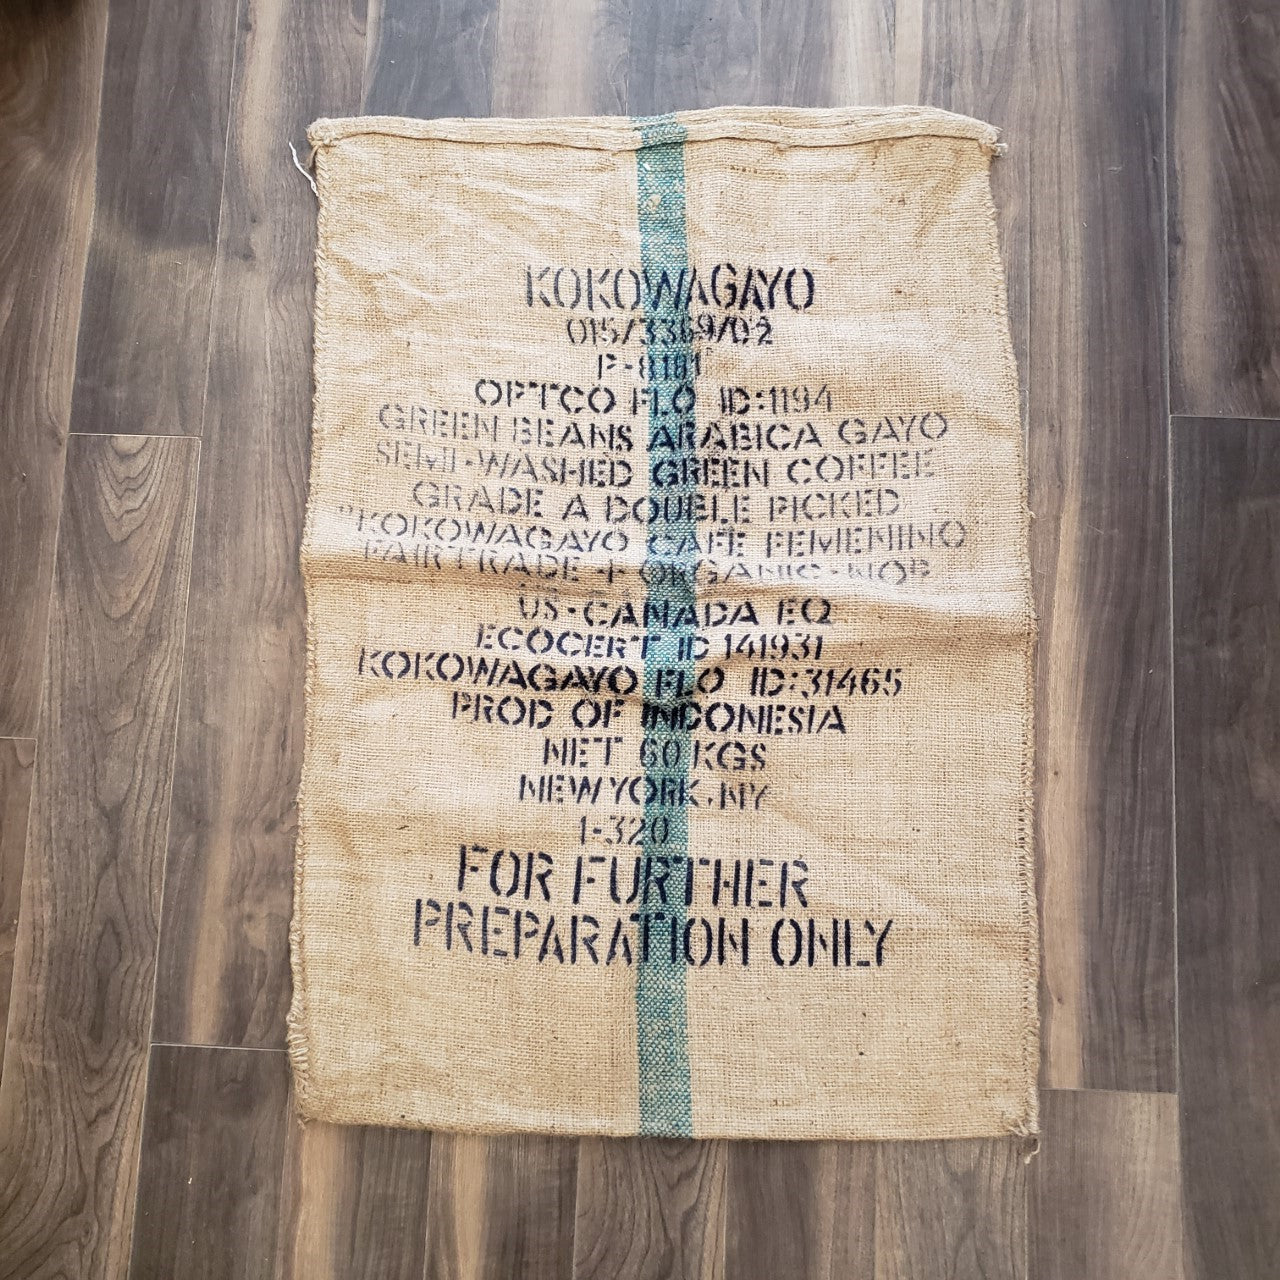 KOKOWAGAYO
015/3369/02
P-8181
OPTCO FLO ID:1194
GREEN BEANS ARABICA GAYO
SEMI-WASHED GREEN COFFEE
GRADE A DOUBLE PICKED
"KOKOWAGAYO CAFE FEMENINO
FAIRTRADE + ORGANIC-NOP
US-CANADA EQ
ECOCERT ID 141931
KOKOWAGAYO FLO ID:31465
PROD OF INDONESIA
NET 60 KGS
NEW YORK, NY
1-320
FOR FURTHER
PREPARATION ONLY